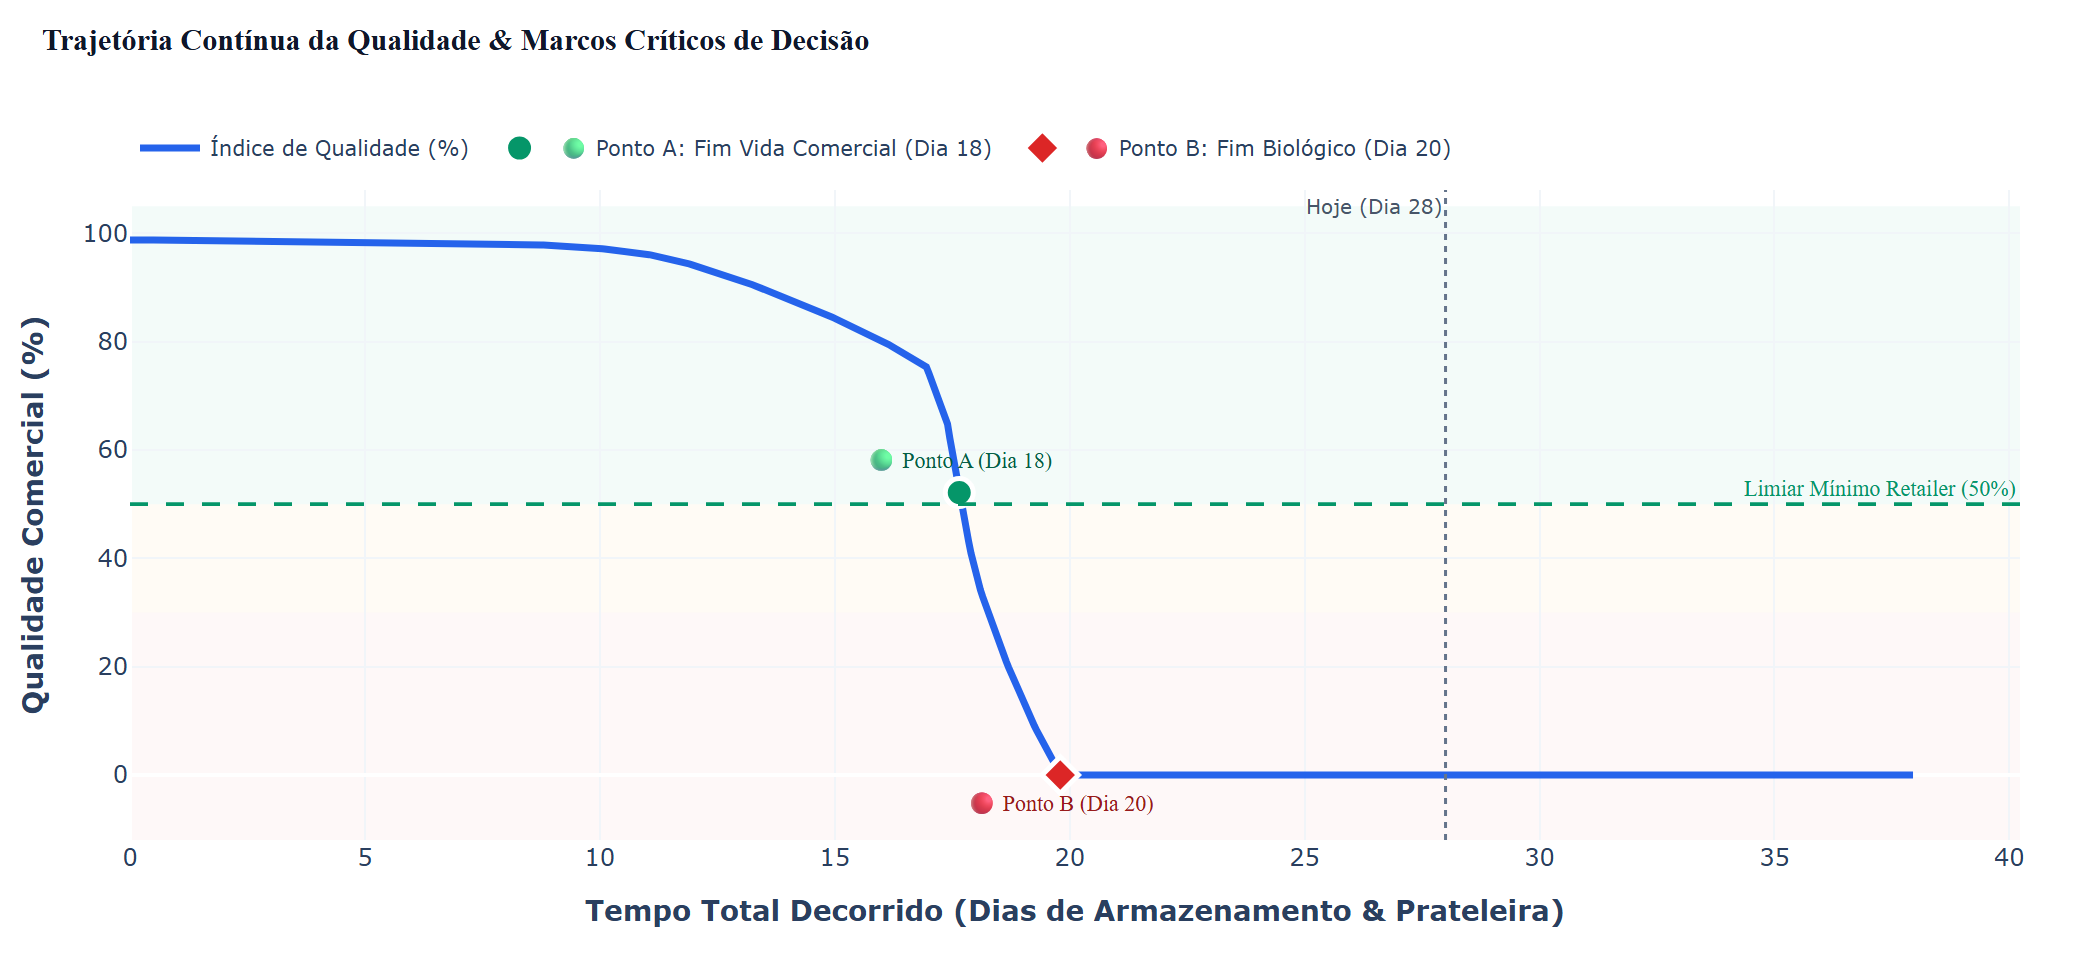 Trajetória Contínua da Qualidade & Marcos Críticos de Decisão
Índice de Qualidade (%)
Ponto A: Fim Vida Comercial (Dia 18)
Ponto B: Fim Biológico (Dia 20)
Hoje (Dia 28)
100
80
60
40
20
0
Qualidade Comercial (%)
Ponto A (Dia 18)
Limiar Mínimo Retailer (50%)
Ponto B (Dia 20)
0 5 10 15 20 25 30 35 40
Tempo Total Decorrido (Dias de Armazenamento & Prateleira)